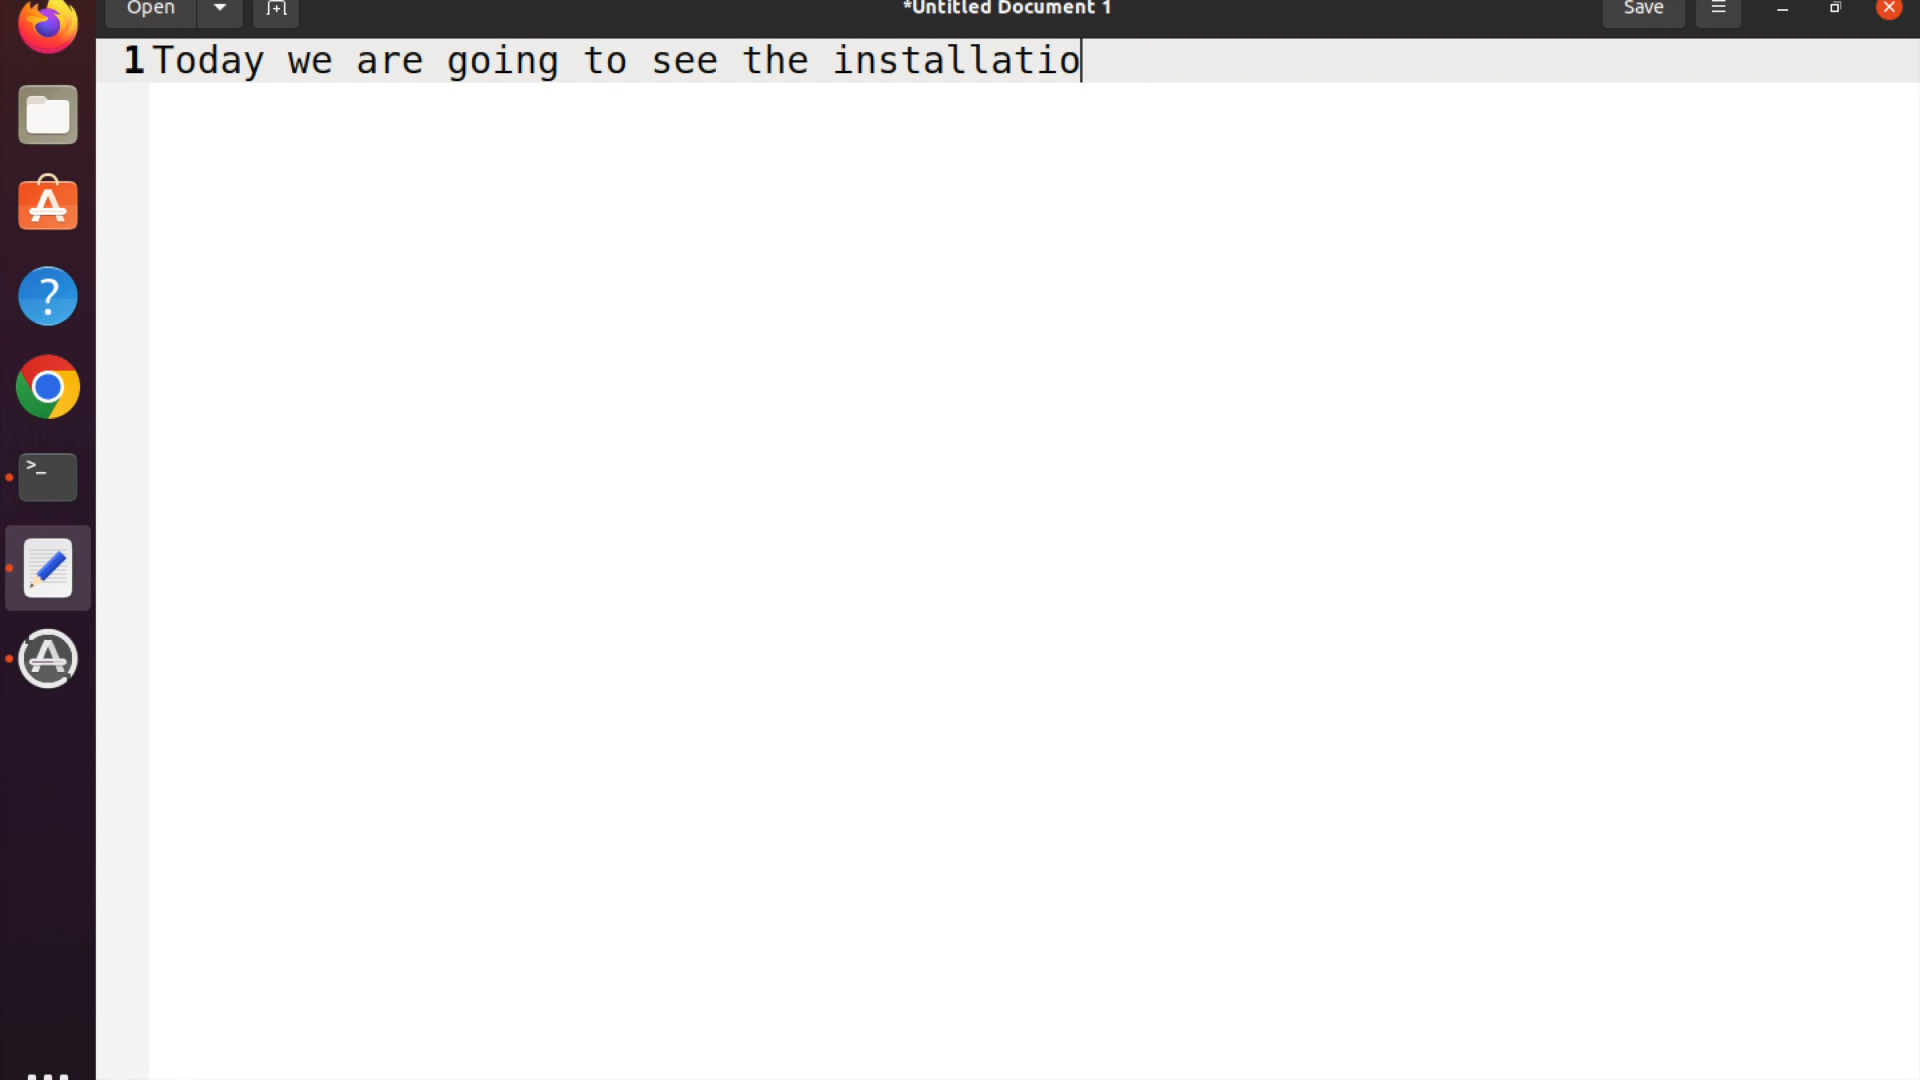 Open *Untitled Document 1 Save
1 Today we are going to see the installatio